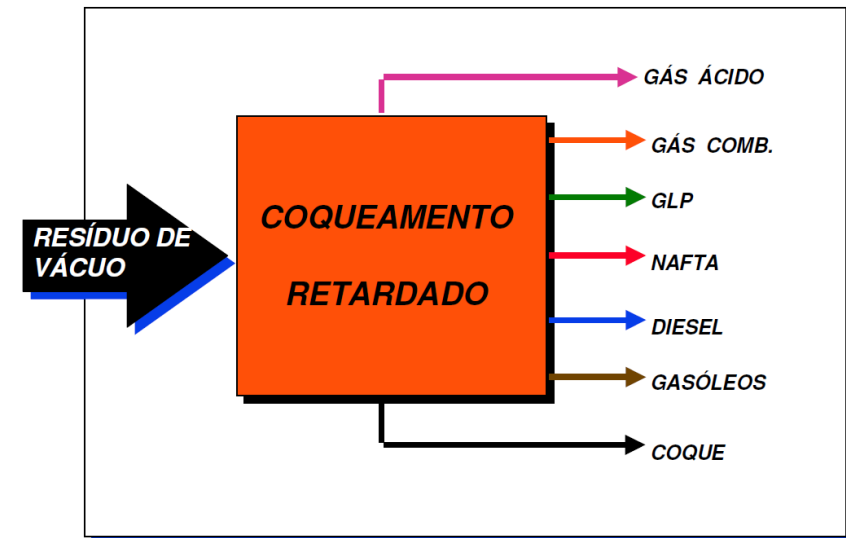 RESÍDUO DE
VÁCUO
COQUEAMENTO
RETARDADO
GÁS ÁCIDO
GÁS COMB.
GLP
NAFTA
DIESEL
GASÓLEOS
COQUE